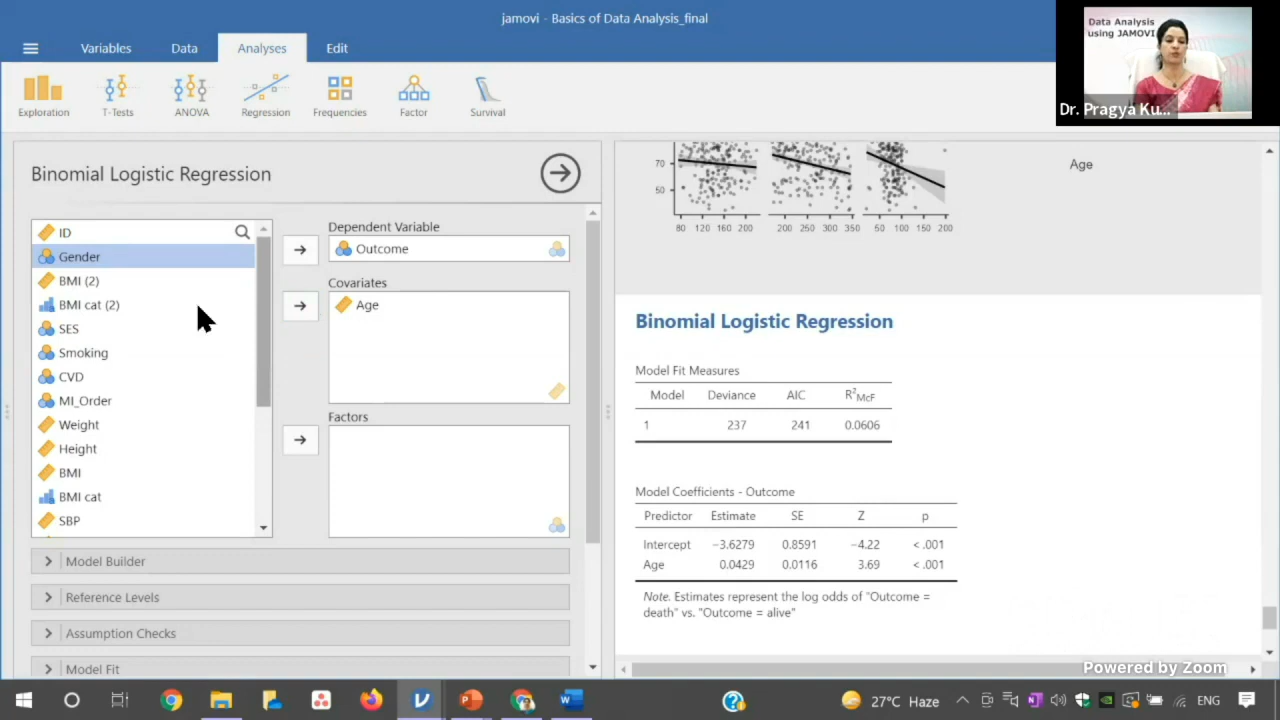 jamovi - Basics of Data Analysis_final
Variables Data Analyses Edit
Exploration T-Tests ANOVA Regression Frequencies Factor Survival
Data Analysis
using JAMOVI
Dr. Pragya Ku...
Binomial Logistic Regression
ID
Gender
BMI (2)
BMI cat (2)
SES
Smoking
CVD
MI_Order
Weight
Height
BMI
BMI cat
SBP
Dependent Variable
Outcome
Covariates
Age
Factors
Model Builder
Reference Levels
Assumption Checks
Model Fit
70
50
80 120 160 200 200 250 300 350 50 100 150 200
Age
Binomial Logistic Regression
Model Fit Measures
Model Deviance AIC R²McF
1 237 241 0.0606
Model Coefficients - Outcome
Predictor Estimate SE Z p
Intercept −3.6279 0.8591 −4.22 < .001
Age 0.0429 0.0116 3.69 < .001
Note. Estimates represent the log odds of "Outcome =
death" vs. "Outcome = alive"
Powered by Zoom
27°C Haze ENG